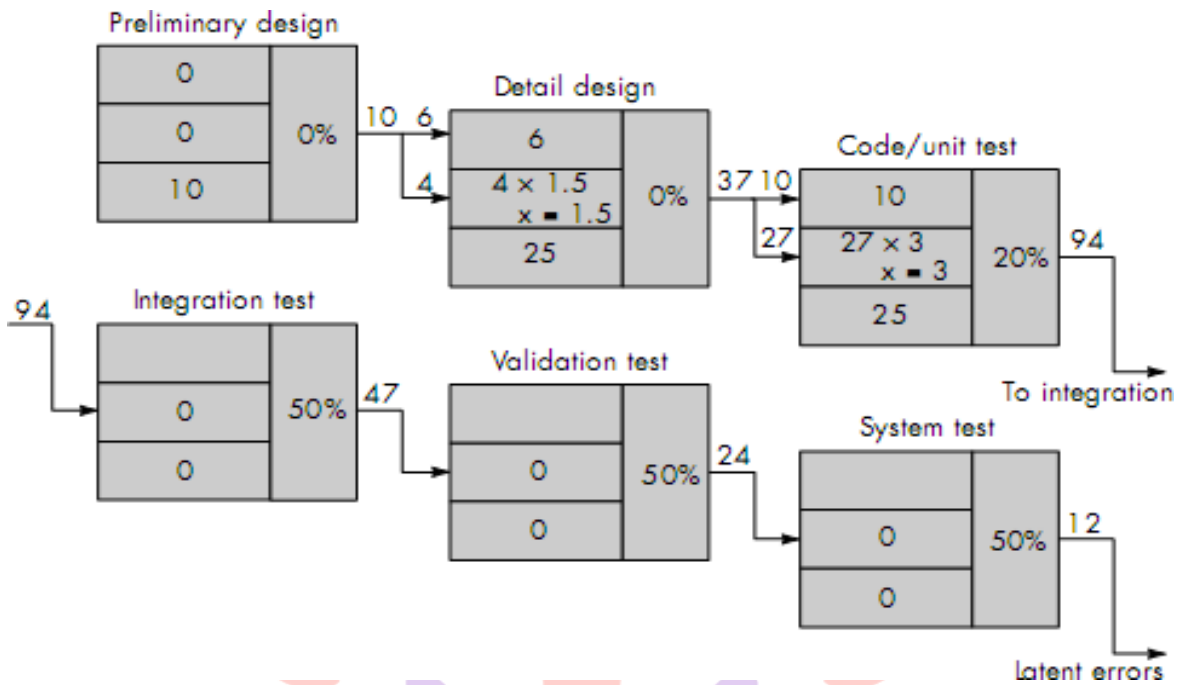 Preliminary design
0
0
10
0%
10 6
4
Detail design
6
4 × 1.5
x = 1.5
25
0%
37 10
27
Code/unit test
10
27 × 3
x = 3
25
20%
94
To integration
94
Integration test
0
0
50%
47
Validation test
0
0
50%
24
System test
0
0
50%
12
Latent errors